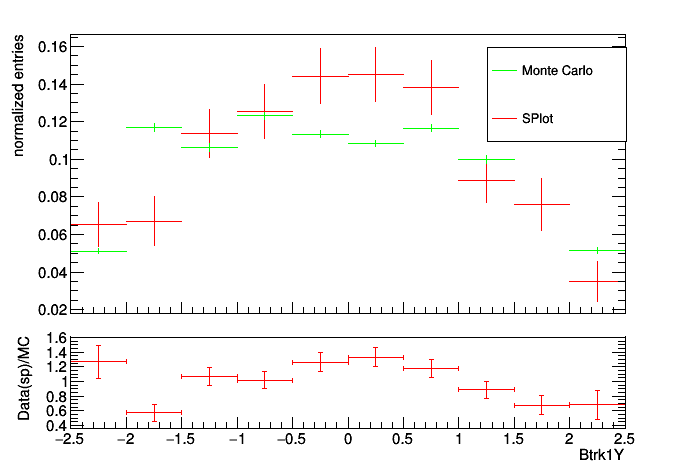 normalized entries
0.16
0.14
0.12
0.1
0.08
0.06
0.04
0.02
Monte Carlo
SPlot
Data(sp)/MC
1.6
1.4
1.2
1
0.8
0.6
0.4
−2.5 −2 −1.5 −1 −0.5 0 0.5 1 1.5 2 2.5
Btrk1Y